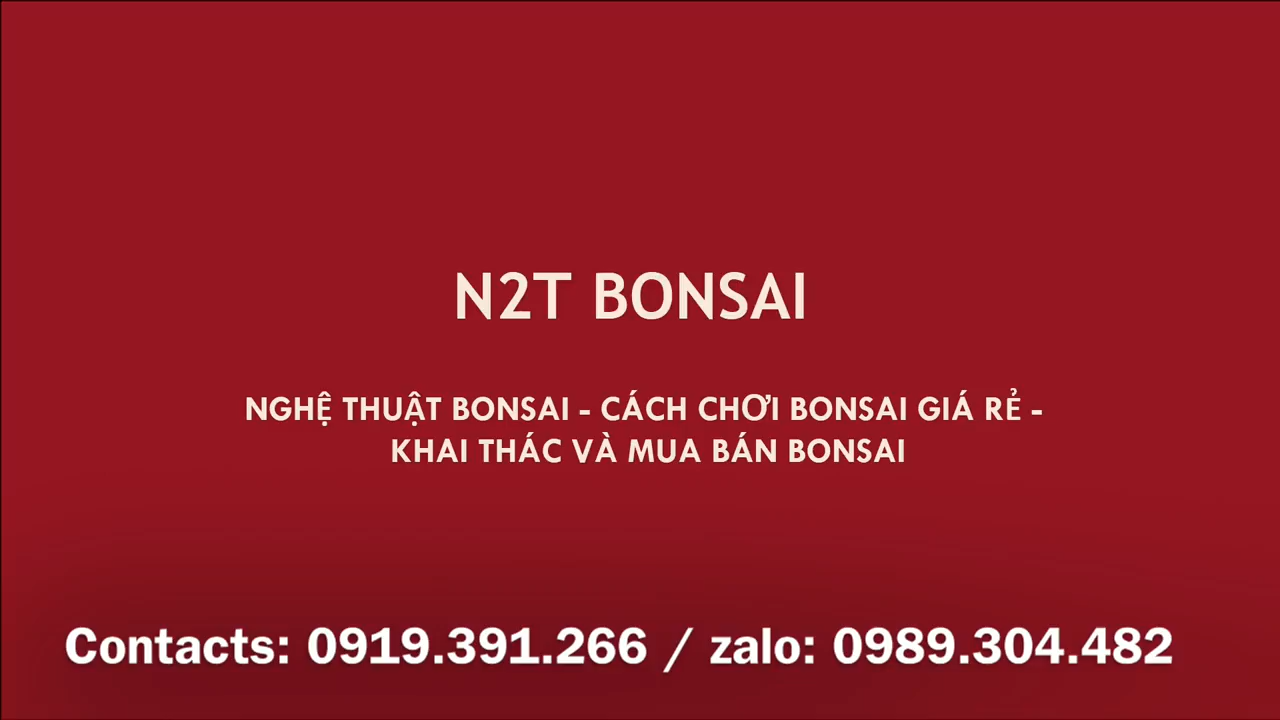 N2T BONSAI
NGHỆ THUẬT BONSAI - CÁCH CHƠI BONSAI GIÁ RẺ -
KHAI THÁC VÀ MUA BÁN BONSAI
Contacts: 0919.391.266 / zalo: 0989.304.482